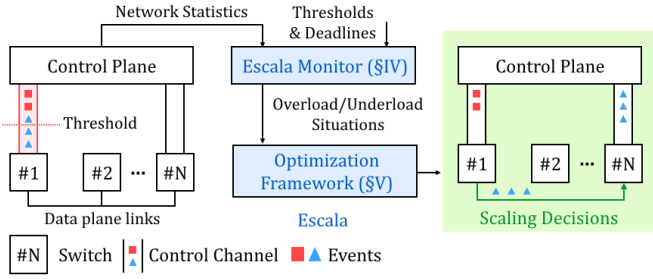 Network Statistics
Thresholds
& Deadlines
Control Plane
Escala Monitor (§IV)
Control Plane
Threshold
Overload/Underload
Situations
#1
#2
...
#N
Optimization
Framework (§V)
#1
#2
...
#N
Data plane links
Escala
Scaling Decisions
#N
Switch
Control Channel
Events